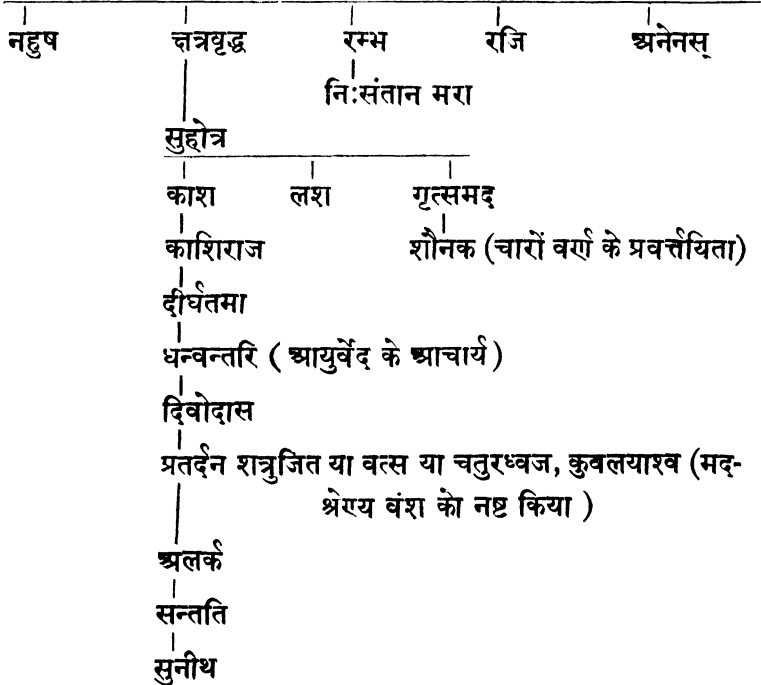 नहुष क्षत्रवृद्ध रम्भ रजि अनेनस्
निःसंतान मरा
सुहोत्र
काश लश गृत्समद
काशिराज शौनक (चारों वर्ण के प्रवर्त्तयिता)
दीर्घतमा
धन्वन्तरि ( आयुर्वेद के आचार्य )
दिवोदास
प्रतर्दन शत्रुजित या वत्स या चतुरध्वज, कुवलयाश्व (मद-
श्रेण्य वंश को नष्ट किया )
अलर्क
सन्तति
सुनीथ